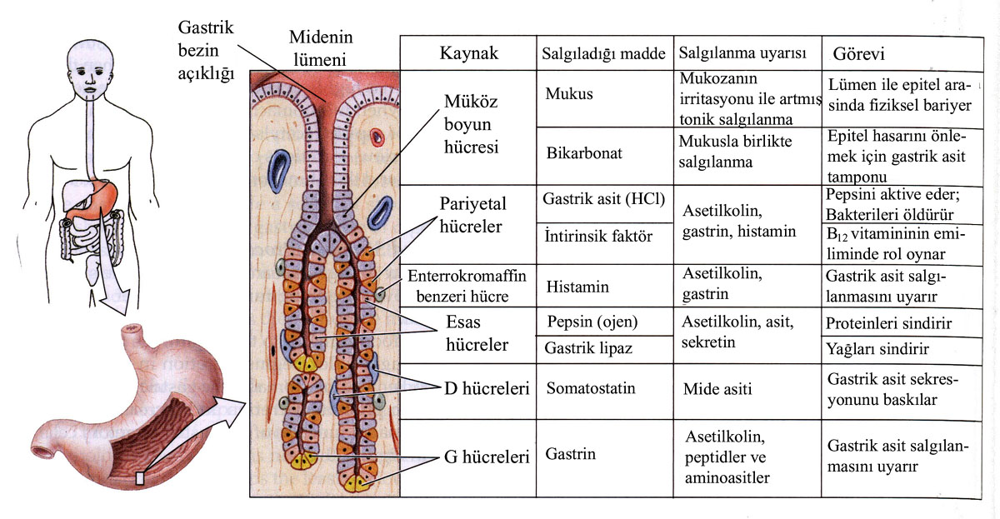 Gastrik
bezin
açıklığı
Midenin
lümeni
Kaynak
Salgıladığı madde
Salgılanma uyarısı
Görevi
Müköz
boyun
hücresi
Mukus
Mukozanın
irritasyonu ile artmış
tonik salgılanma
Lümen ile epitel ara-
sinda fiziksel bariyer
Bikarbonat
Mukusla birlikte
salgılanma
Epitel hasarını önle-
mek için gastrik asit
tamponu
Pariyetal
hücreler
Gastrik asit (HCl)
Asetilkolin,
gastrin, histamin
Pepsini aktive eder;
Bakterileri öldürür
İntirinsik faktör
B12 vitamininin emi-
liminde rol oynar
Enterrokromaffin
benzeri hücre
Histamin
Asetilkolin,
gastrin
Gastrik asit salgı-
lanmasını uyarır
Esas
hücreler
Pepsin (ojen)
Asetilkolin, asit,
sekretin
Proteinleri sindirir
Gastrik lipaz
Yağları sindirir
D hücreleri
Somatostatin
Mide asiti
Gastrik asit sekres-
yonunu baskılar
G hücreleri
Gastrin
Asetilkolin,
peptidler ve
aminoasitler
Gastrik asit salgılan-
masını uyarır